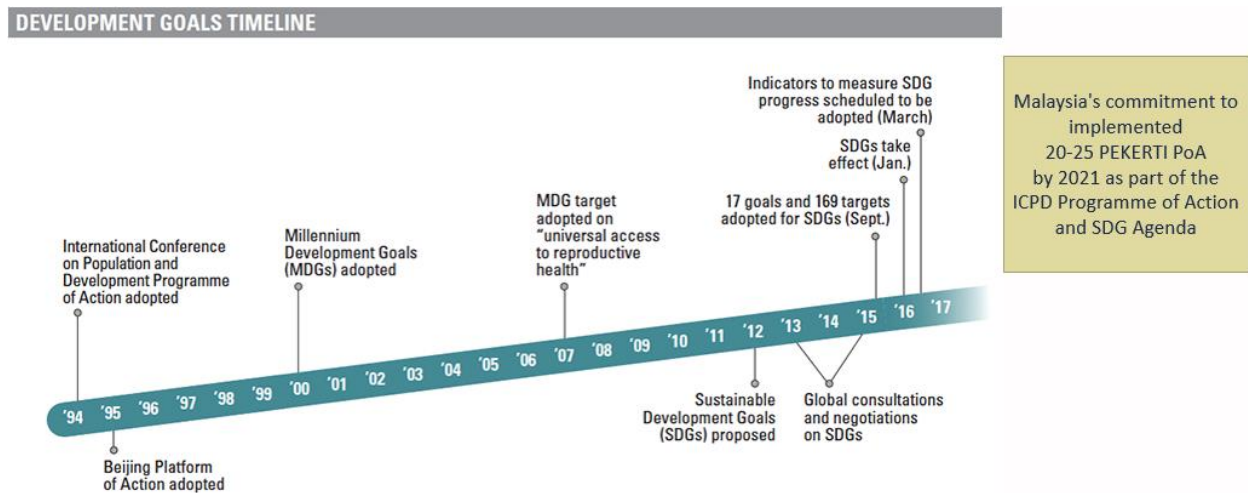 DEVELOPMENT GOALS TIMELINE
International Conference
on Population and
Development Programme
of Action adopted
Millennium
Development Goals
(MDGs) adopted
MDG target
adopted on
“universal access
to reproductive
health”
17 goals and 169 targets
adopted for SDGs (Sept.)
SDGs take
effect (Jan.)
Indicators to measure SDG
progress scheduled to be
adopted (March)
'94 '95 '96 '97 '98 '99 '00 '01 '02 '03 '04 '05 '06 '07 '08 '09 '10 '11 '12 '13 '14 '15 '16 '17
Beijing Platform
of Action adopted
Sustainable
Development Goals
(SDGs) proposed
Global consultations
and negotiations
on SDGs
Malaysia's commitment to
implemented
20-25 PEKERTI PoA
by 2021 as part of the
ICPD Programme of Action
and SDG Agenda